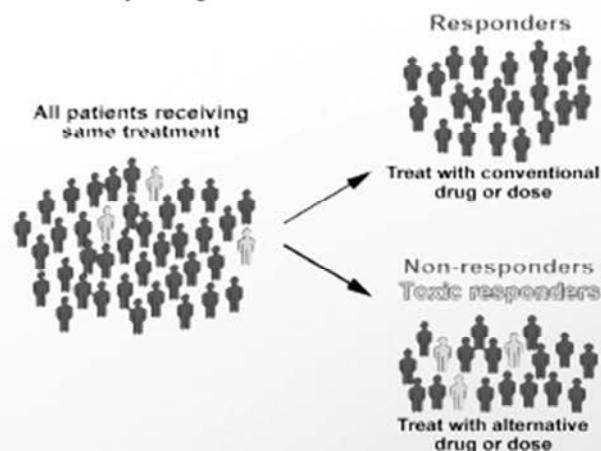 All patients receiving
same treatment
Responders
Treat with conventional
drug or dose
Non-responders
Toxic responders
Treat with alternative
drug or dose